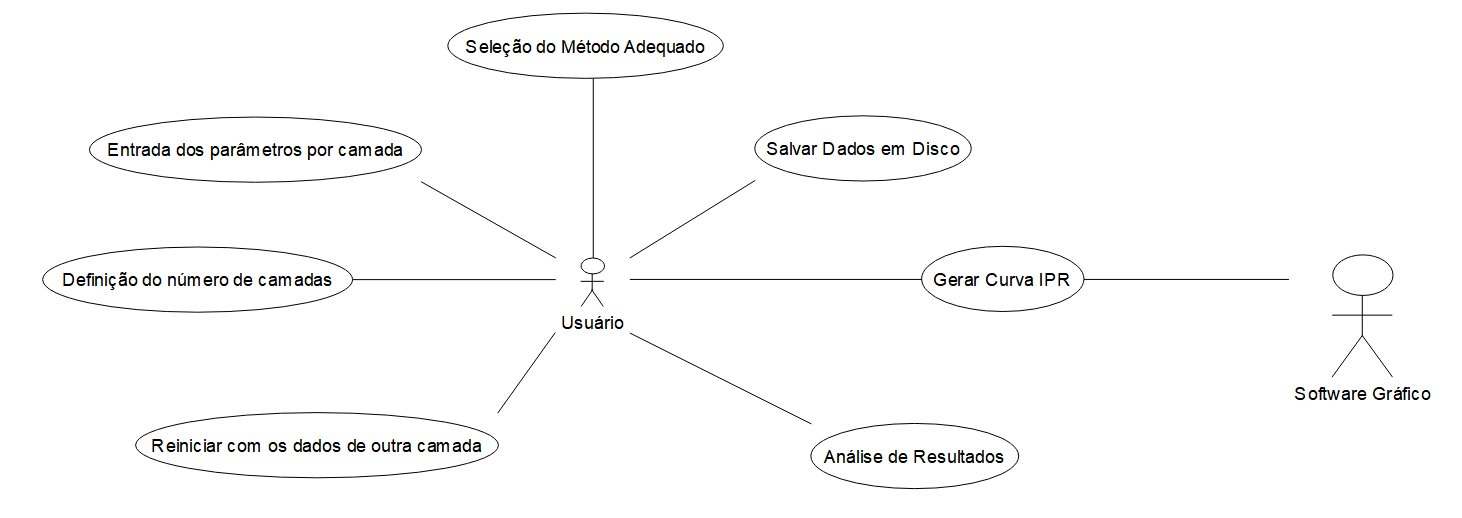 Seleção do Método Adequado
Entrada dos parâmetros por camada
Salvar Dados em Disco
Definição do número de camadas
Gerar Curva IPR
Usuário
Software Gráfico
Reiniciar com os dados de outra camada
Análise de Resultados